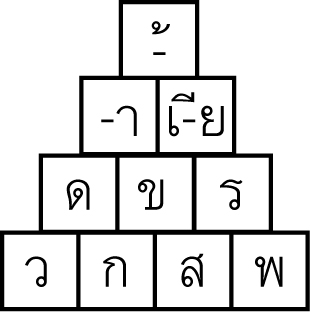 -้
-า เ-ีย
ด ข ร
ว ก ส พ